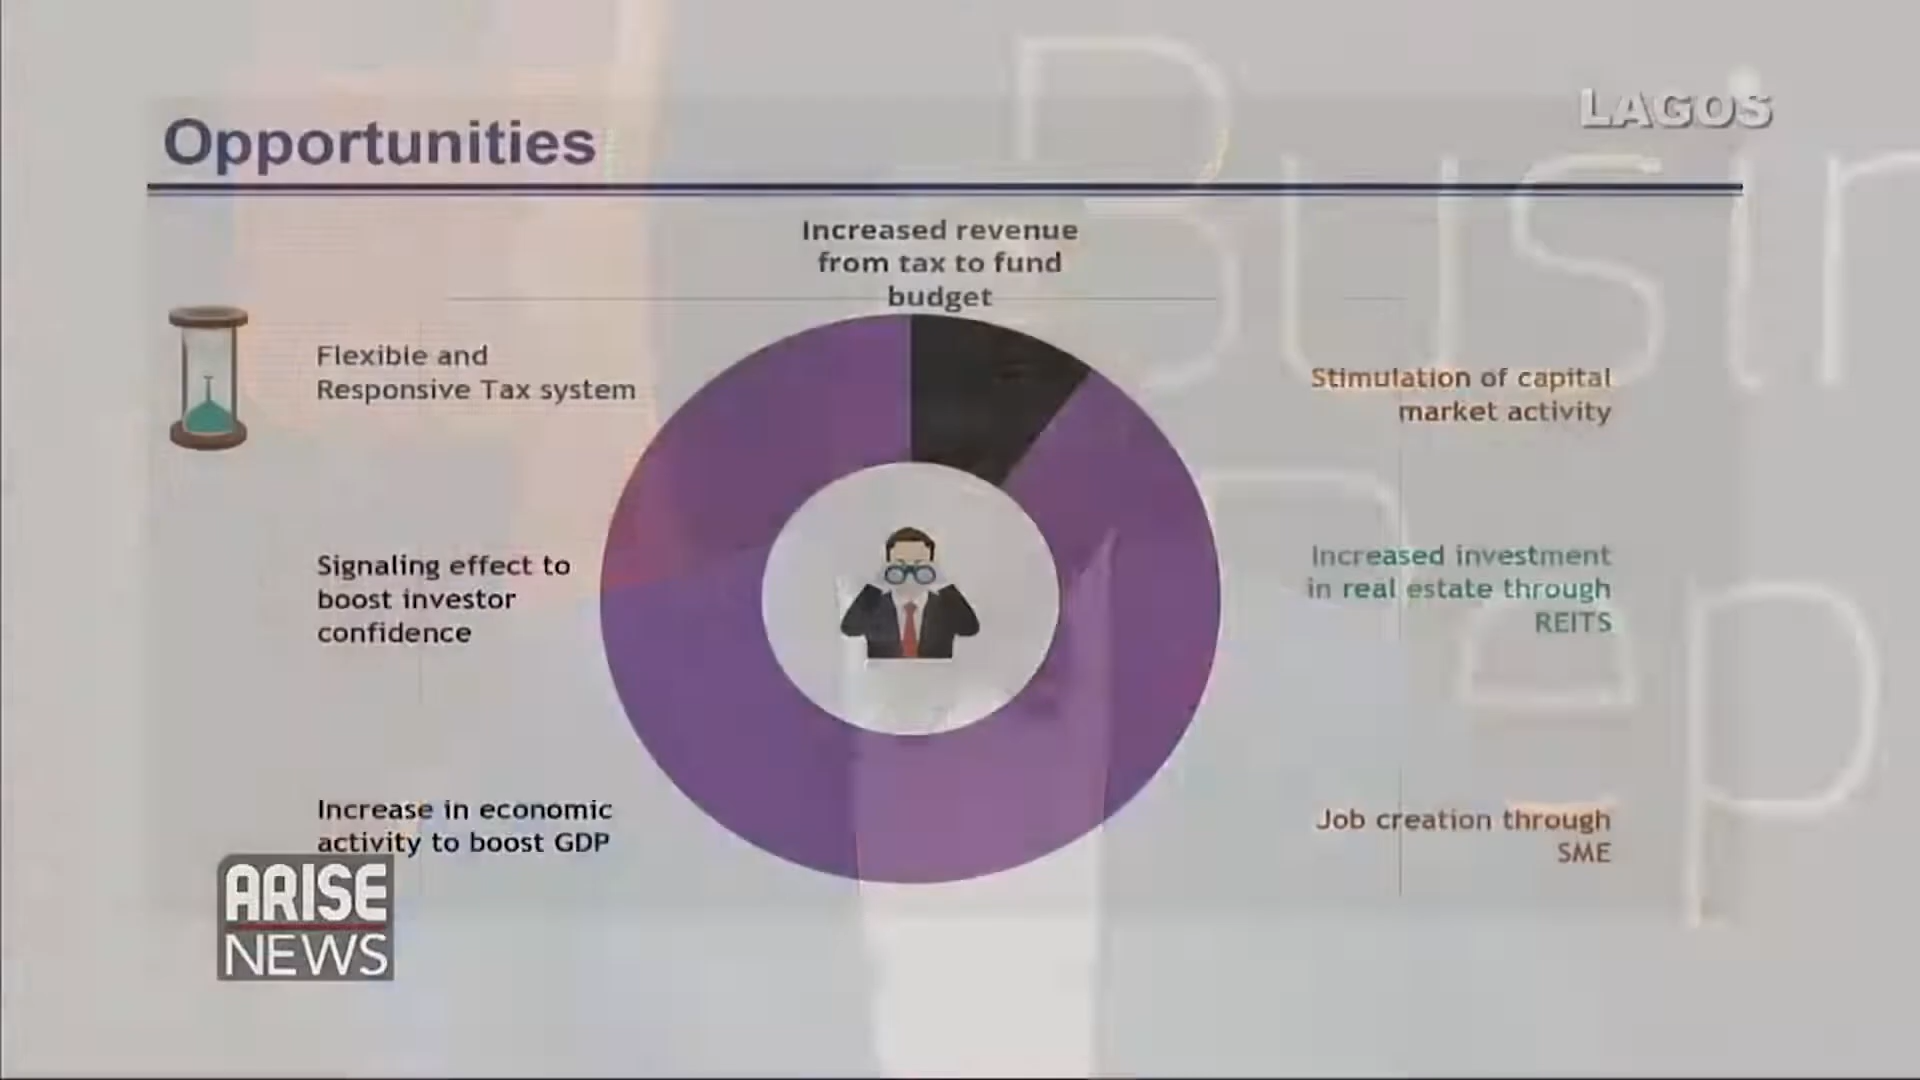 LAGOS
Opportunities
Increased revenue
from tax to fund
budget
Flexible and
Responsive Tax system
Stimulation of capital
market activity
Signaling effect to
boost investor
confidence
Increased investment
in real estate through
REITS
Increase in economic
activity to boost GDP
Job creation through
SME
ARISE
NEWS
Busin
ep